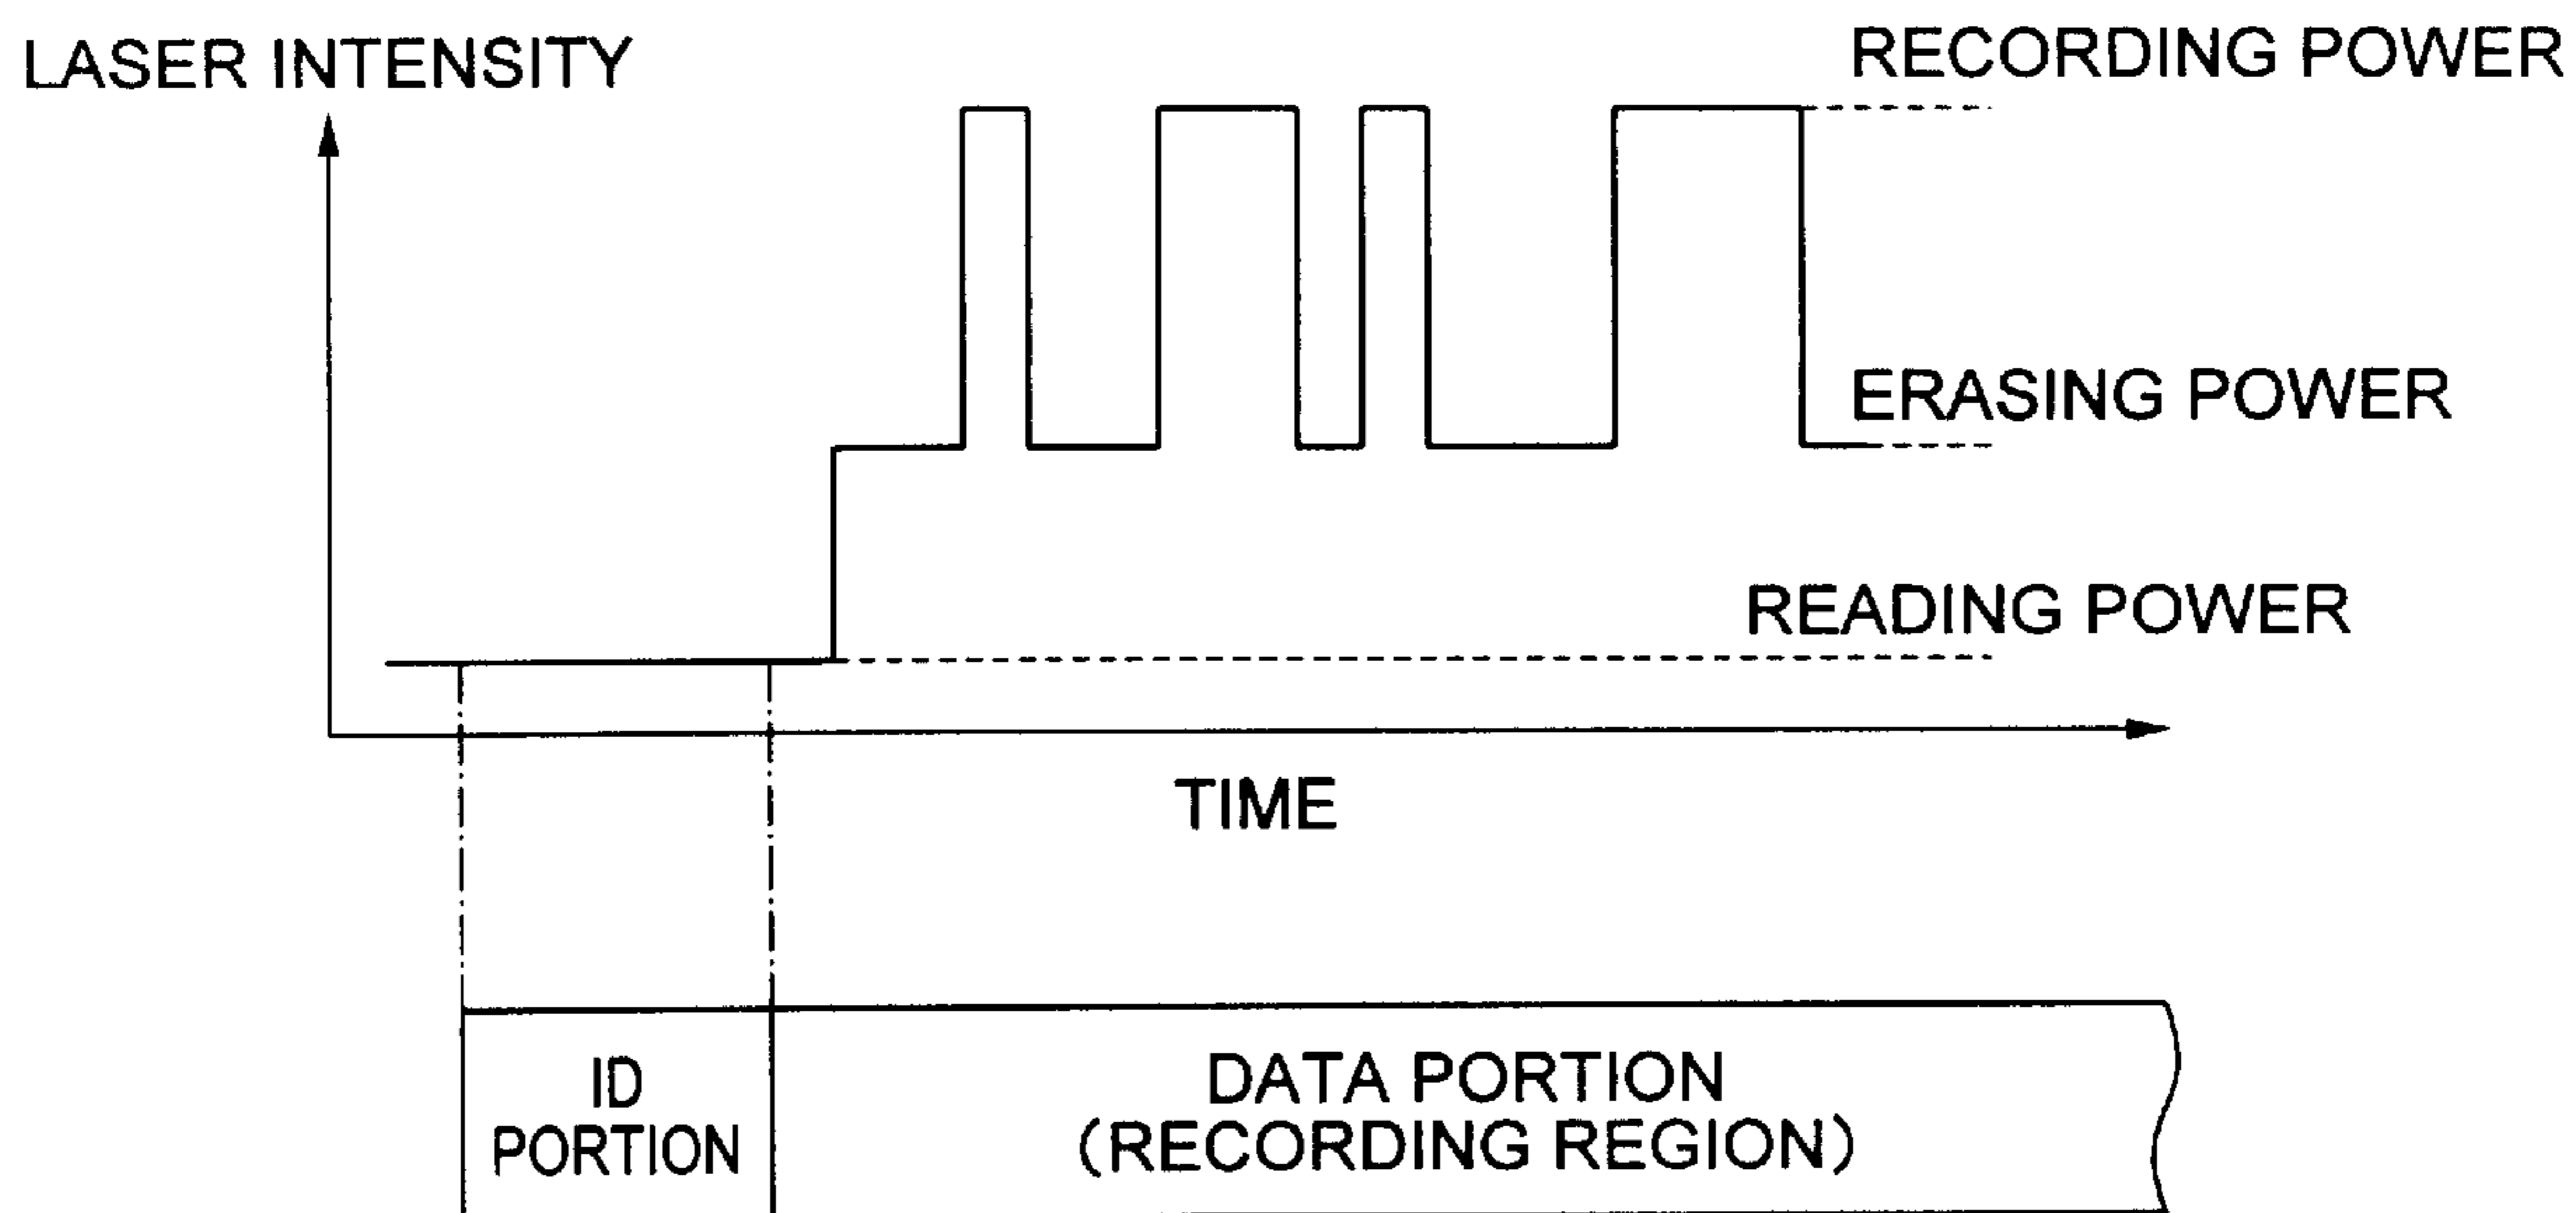 LASER INTENSITY
RECORDING POWER
ERASING POWER
READING POWER
TIME
ID
PORTION
DATA PORTION
(RECORDING REGION)